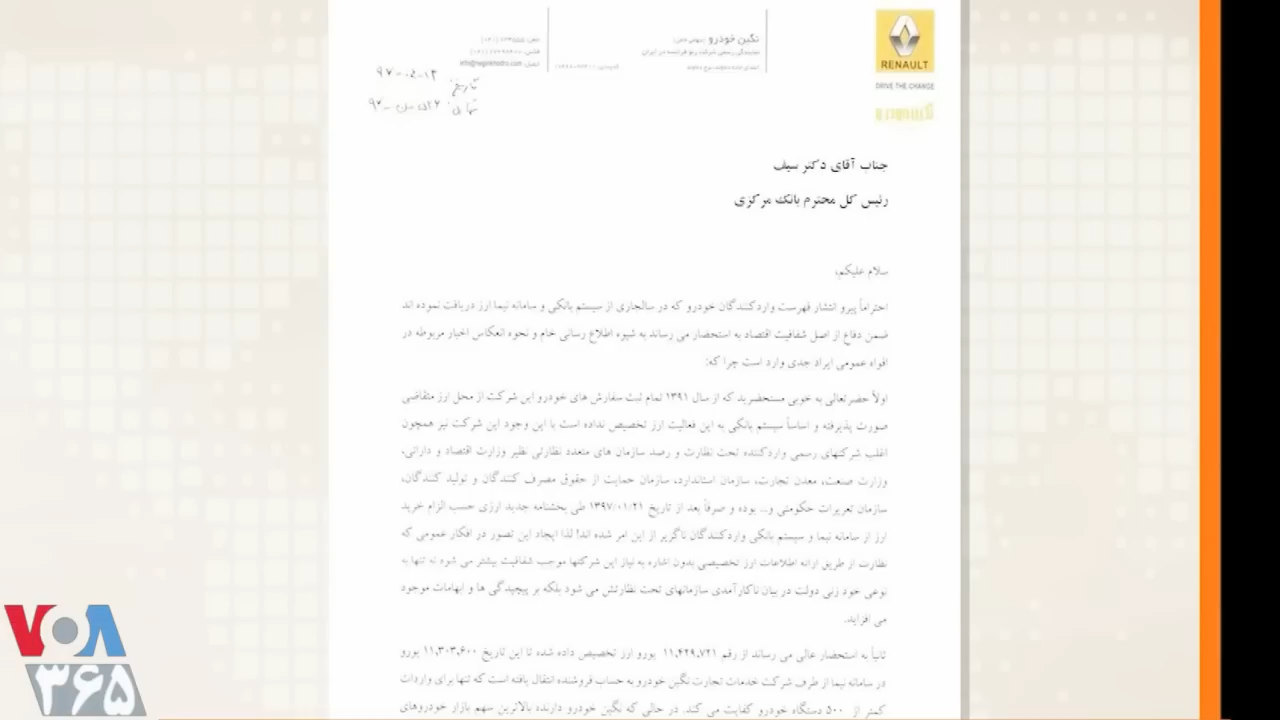 نگین خودرو (سهامی خاص)
نمایندگی رسمی شرکت رنو فرانسه در ایران
info@neginkhodro.com
RENAULT
DRIVE THE CHANGE
تاریخ:
جناب آقای دکتر سیف
رئیس کل محترم بانک مرکزی
سلام علیکم،
احتراماً پیرو انتشار فهرست واردکنندگان خودرو که در سالجاری از سیستم بانکی و سامانه نیما ارز دریافت نموده اند
ضمن دفاع از اصل شفافیت اقتصاد به استحضار می رساند به شیوه اطلاع رسانی خام و نحوه انعکاس اخبار مربوطه در
افواه عمومی ایراد جدی وارد است چرا که:
اولاً حضرتعالی به خوبی مستحضرید که از سال ۱۳۹۱ تمام ثبت سفارش های خودرو این شرکت از محل ارز متقاضی
صورت پذیرفته و اساساً سیستم بانکی به این فعالیت ارز تخصیص نداده است با این وجود این شرکت نیز همچون
اغلب شرکتهای رسمی واردکننده تحت نظارت و رصد سازمان های متعدد نظارتی نظیر وزارت اقتصاد و دارائی،
وزارت صنعت، معدن تجارت، سازمان استاندارد، سازمان حمایت از حقوق مصرف کنندگان و تولید کنندگان،
سازمان تعزیرات حکومتی و... بوده و صرفاً بعد از تاریخ ۱۳۹۷/۰۱/۲۱ طی بخشنامه جدید ارزی حسب الزام خرید
ارز از سامانه نیما و سیستم بانکی واردکنندگان ناگزیر از این امر شده اند! لذا ایجاد این تصور در افکار عمومی که
نظارت از طریق ارائه اطلاعات ارز تخصیصی بدون اشاره به نیاز این شرکتها موجب شفافیت بیشتر می شود نه تنها به
نوعی خود زنی دولت در بیان ناکارآمدی سازمانهای تحت نظارتش می شود بلکه بر پیچیدگی ها و ابهامات موجود
می افزاید.
ثانیاً به استحضار عالی می رساند از رقم ۱۱،۴۲۹،۷۲۱ یورو ارز تخصیص داده شده تا این تاریخ ۱۱،۳۰۳،۶۰۰ یورو
در سامانه نیما از طرف شرکت خدمات تجارت نگین خودرو به حساب فروشنده انتقال یافته است که تنها برای واردات
کمتر از ۵۰۰ دستگاه خودرو کفایت می کند. در حالی که نگین خودرو دارنده بالاترین سهم بازار خودروهای
VOA
۳۶۵